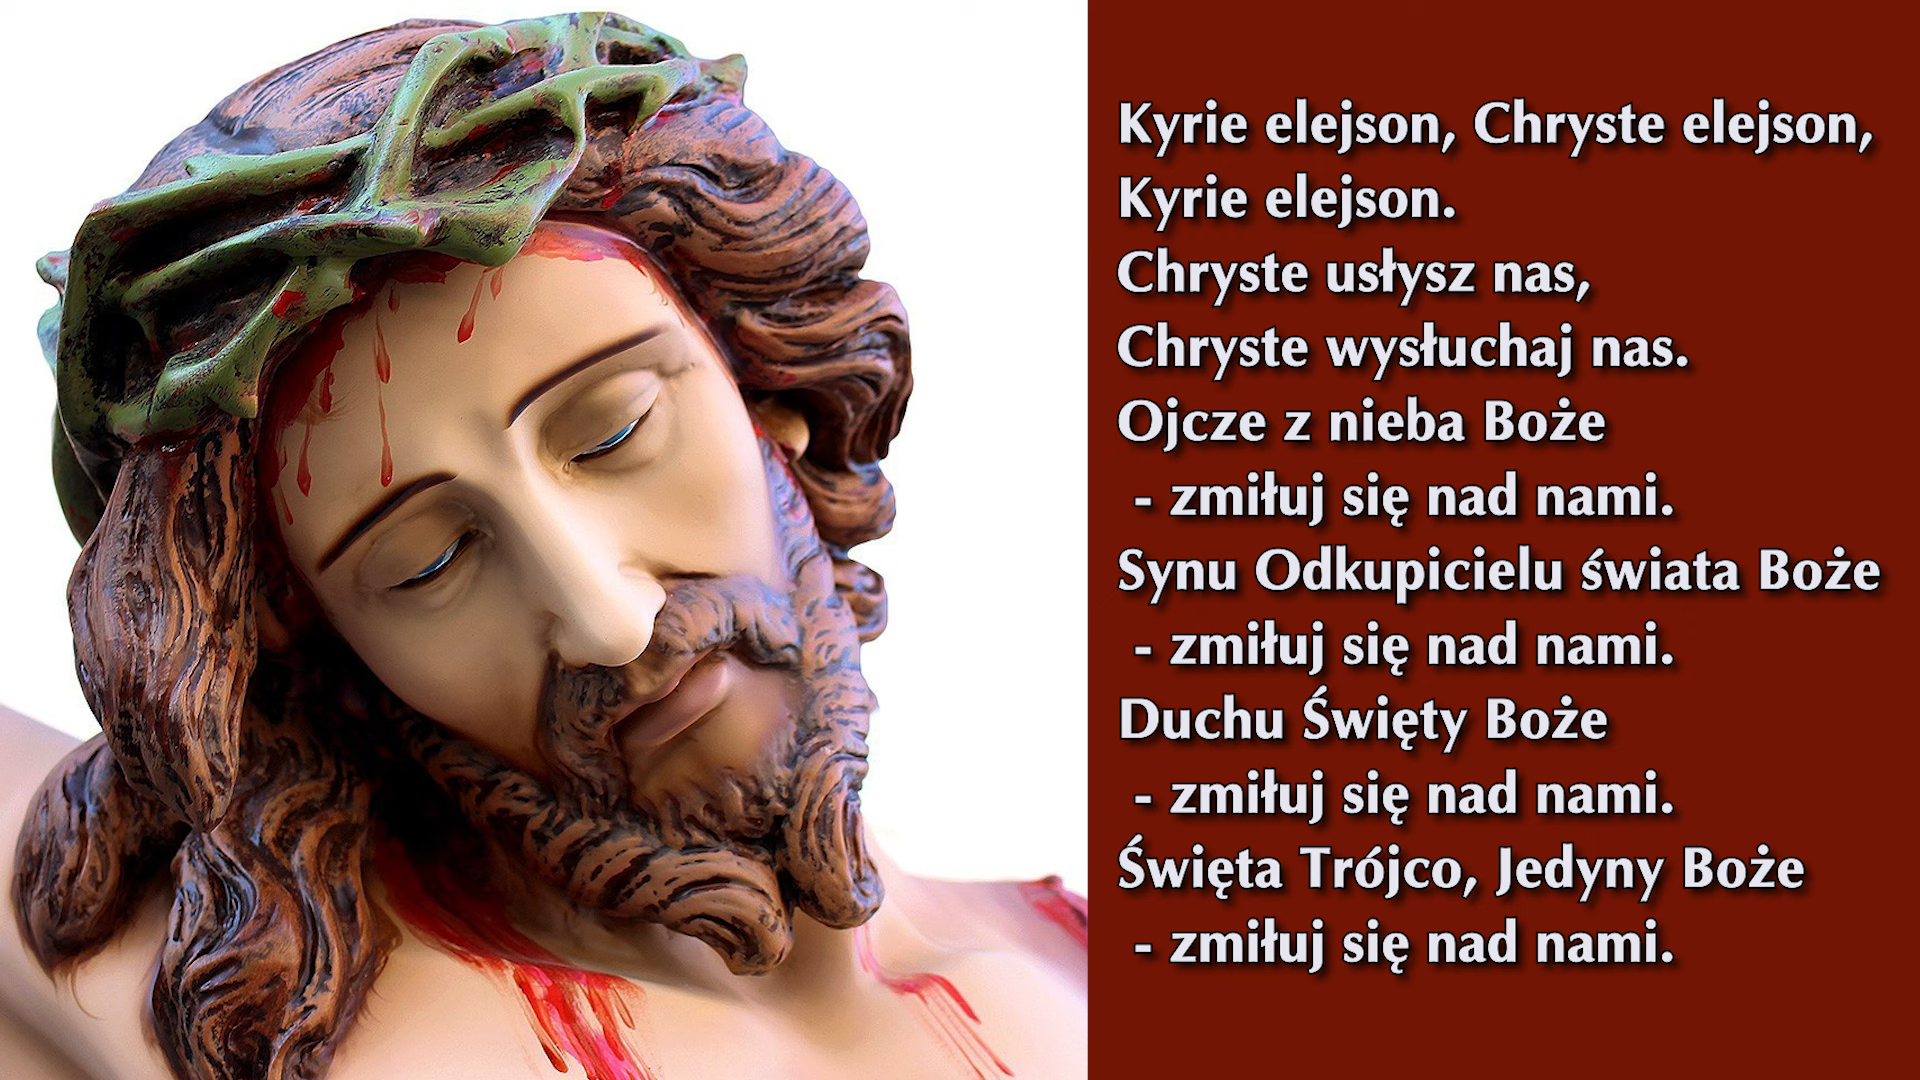 Kyrie elejson, Chryste elejson,
Kyrie elejson.
Chryste usłysz nas,
Chryste wysłuchaj nas.
Ojcze z nieba Boże
- zmiłuj się nad nami.
Synu Odkupicielu świata Boże
- zmiłuj się nad nami.
Duchu Święty Boże
- zmiłuj się nad nami.
Święta Trójco, Jedyny Boże
- zmiłuj się nad nami.